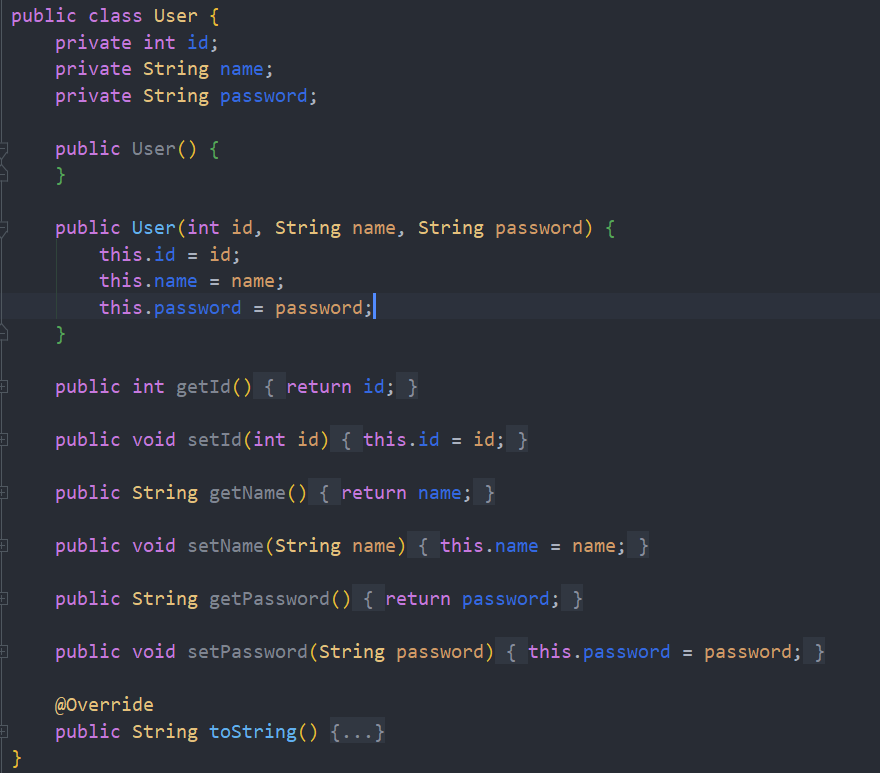 public class User {
    private int id;
    private String name;
    private String password;

    public User() {
    }

    public User(int id, String name, String password) {
        this.id = id;
        this.name = name;
        this.password = password;
    }

    public int getId() { return id; }

    public void setId(int id) { this.id = id; }

    public String getName() { return name; }

    public void setName(String name) { this.name = name; }

    public String getPassword() { return password; }

    public void setPassword(String password) { this.password = password; }

    @Override
    public String toString() {...}
}